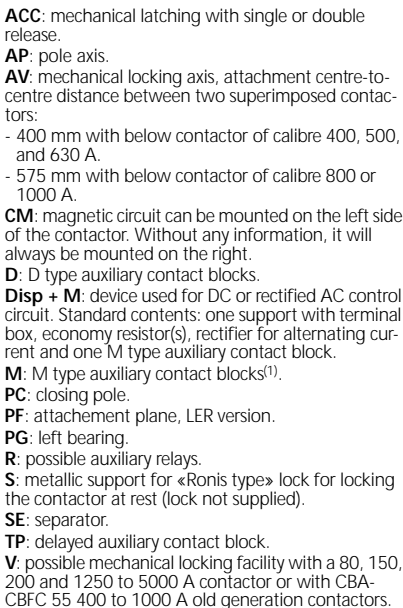 ACC: mechanical latching with single or double
release.
AP: pole axis.
AV: mechanical locking axis, attachment centre-to-
centre distance between two superimposed contac-
tors:
- 400 mm with below contactor of calibre 400, 500,
and 630 A.
- 575 mm with below contactor of calibre 800 or
1000 A.
CM: magnetic circuit can be mounted on the left side
of the contactor. Without any information, it will
always be mounted on the right.
D: D type auxiliary contact blocks.
Disp + M: device used for DC or rectified AC control
circuit. Standard contents: one support with terminal
box, economy resistor(s), rectifier for alternating cur-
rent and one M type auxiliary contact block.
M: M type auxiliary contact blocks(1).
PC: closing pole.
PF: attachement plane, LER version.
PG: left bearing.
R: possible auxiliary relays.
S: metallic support for «Ronis type» lock for locking
the contactor at rest (lock not supplied).
SE: separator.
TP: delayed auxiliary contact block.
V: possible mechanical locking facility with a 80, 150,
200 and 1250 to 5000 A contactor or with CBA-
CBFC 55 400 to 1000 A old generation contactors.